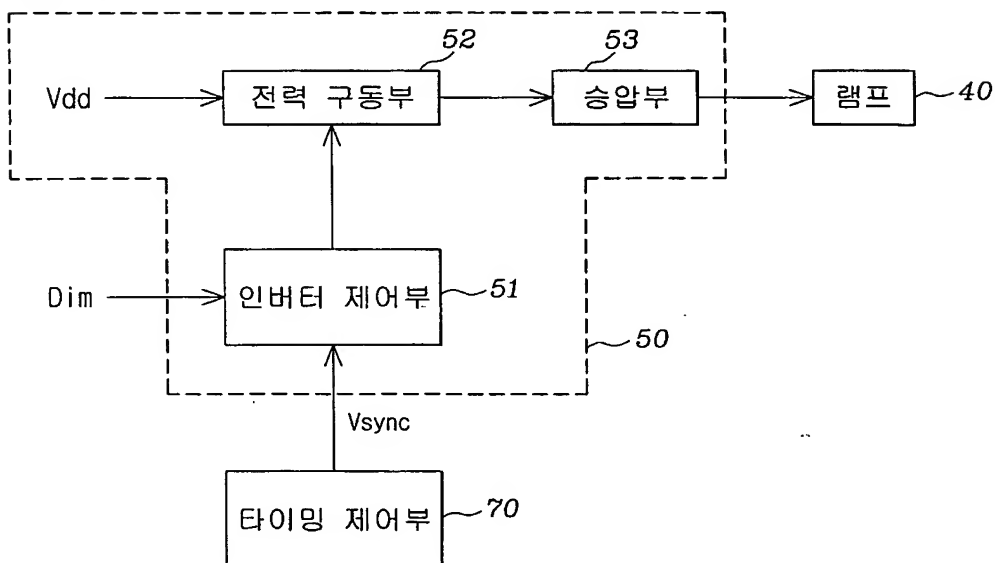 52
53
Vdd
전력 구동부
승압부
램프
40
Dim
인버터 제어부
51
50
Vsync
타이밍 제어부
70